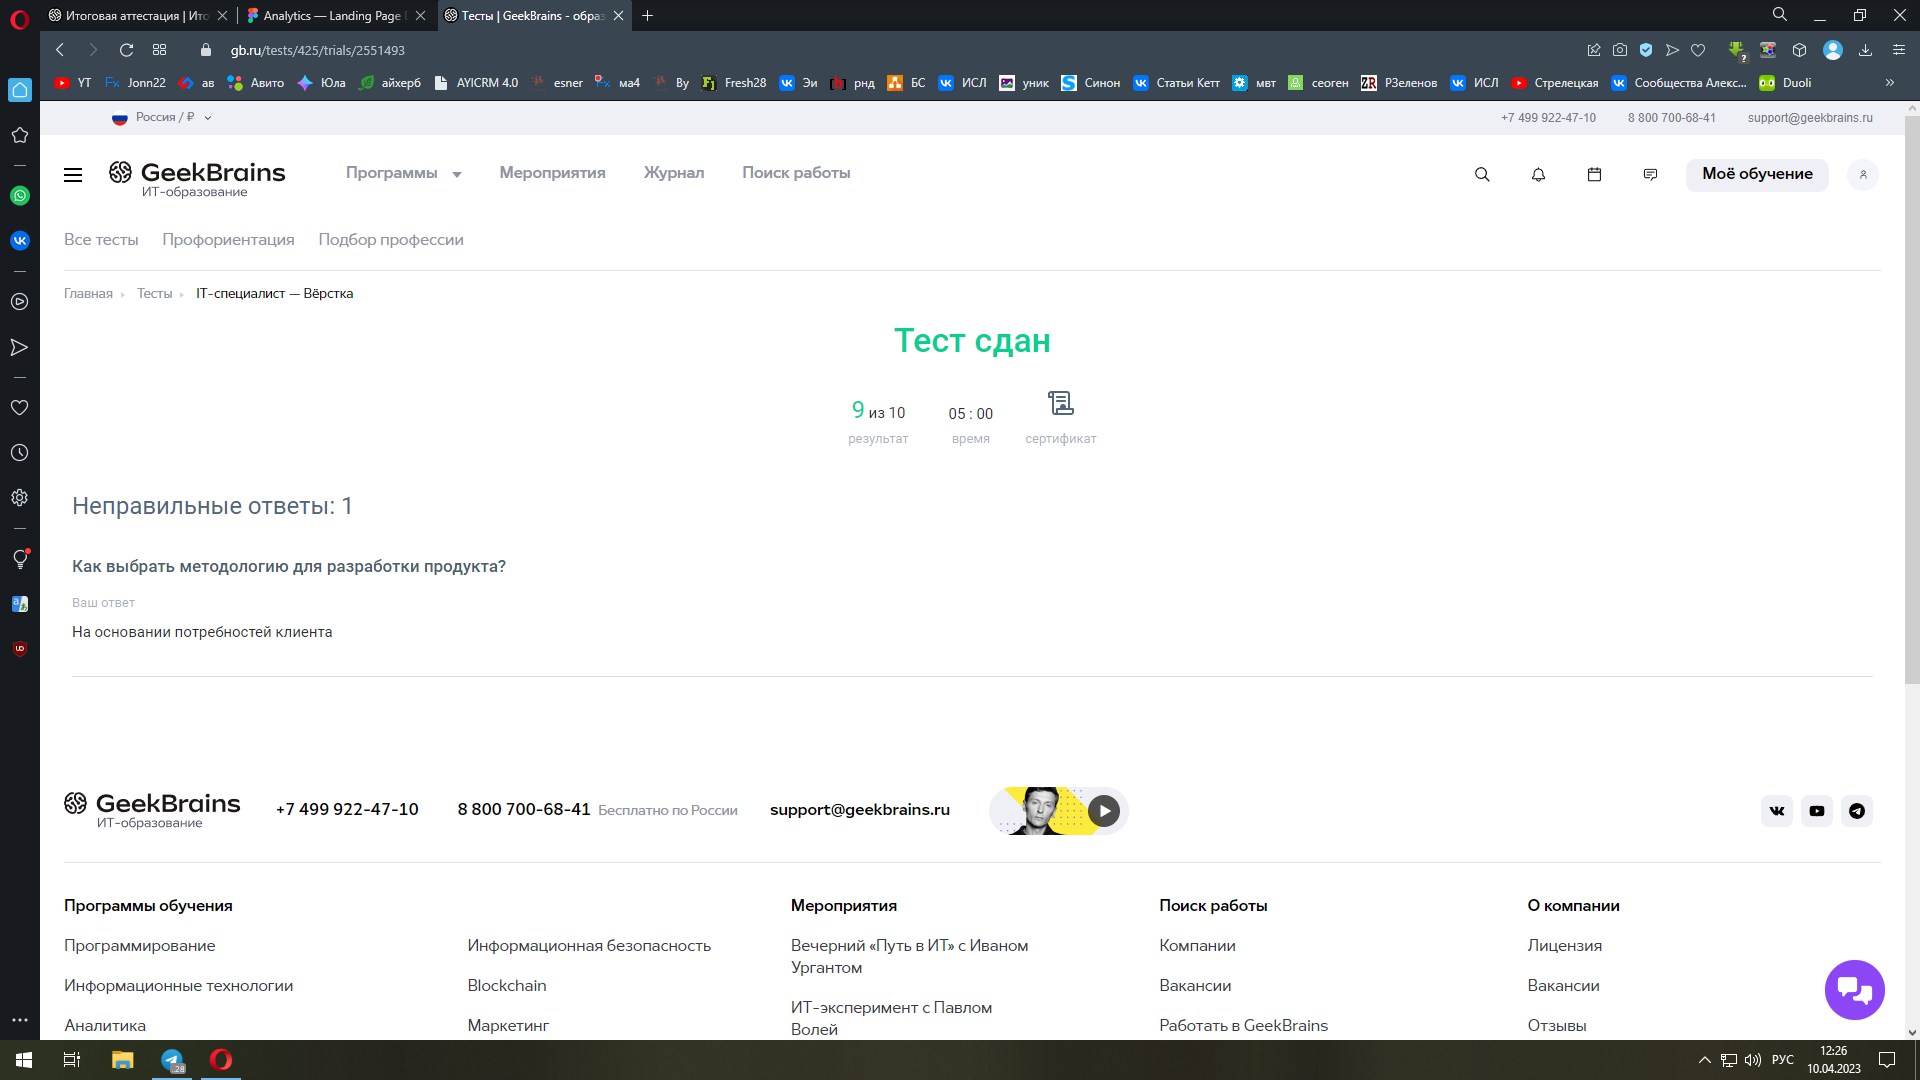 Итоговая аттестация | Ито
Analytics — Landing Page
Тесты | GeekBrains - обра
gb.ru/tests/425/trials/2551493
YT
Jonn22
ав
Авито
Юла
айхерб
AYICRM 4.0
esner
ма4
Ву
Fresh28
Эи
рнд
БС
ИСЛ
уник
Синон
Статьи Кетт
мвт
сеоген
РЗеленов
ИСЛ
Стрелецкая
Сообщества Алекс...
Duoli
Россия / ₽
+7 499 922-47-10
8 800 700-68-41
support@geekbrains.ru
GeekBrains
ИТ-образование
Программы
Мероприятия
Журнал
Поиск работы
Моё обучение
Все тесты
Профориентация
Подбор профессии
Главная
Тесты
IT-специалист — Вёрстка
Тест сдан
9 из 10
результат
05 : 00
время
сертификат
Неправильные ответы: 1
Как выбрать методологию для разработки продукта?
Ваш ответ
На основании потребностей клиента
GeekBrains
ИТ-образование
+7 499 922-47-10
8 800 700-68-41 Бесплатно по России
support@geekbrains.ru
Программы обучения
Программирование
Информационные технологии
Аналитика
Информационная безопасность
Blockchain
Маркетинг
Мероприятия
Вечерний «Путь в ИТ» с Иваном
Ургантом
ИТ-эксперимент с Павлом
Волей
Поиск работы
Компании
Вакансии
Работать в GeekBrains
О компании
Лицензия
Вакансии
Отзывы
РУС
12:26
10.04.2023